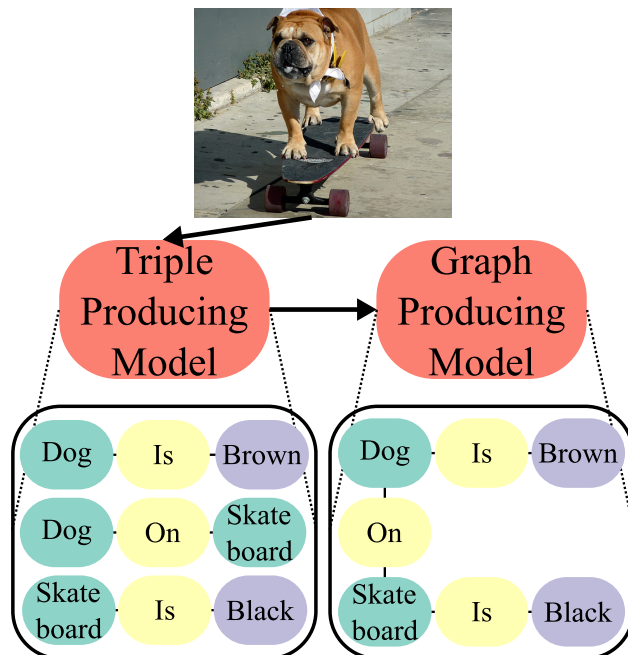 Triple
Producing
Model
Graph
Producing
Model
Dog Is Brown
Dog On Skate
board
Skate
board Is Black
Dog Is Brown
On
Skate
board Is Black